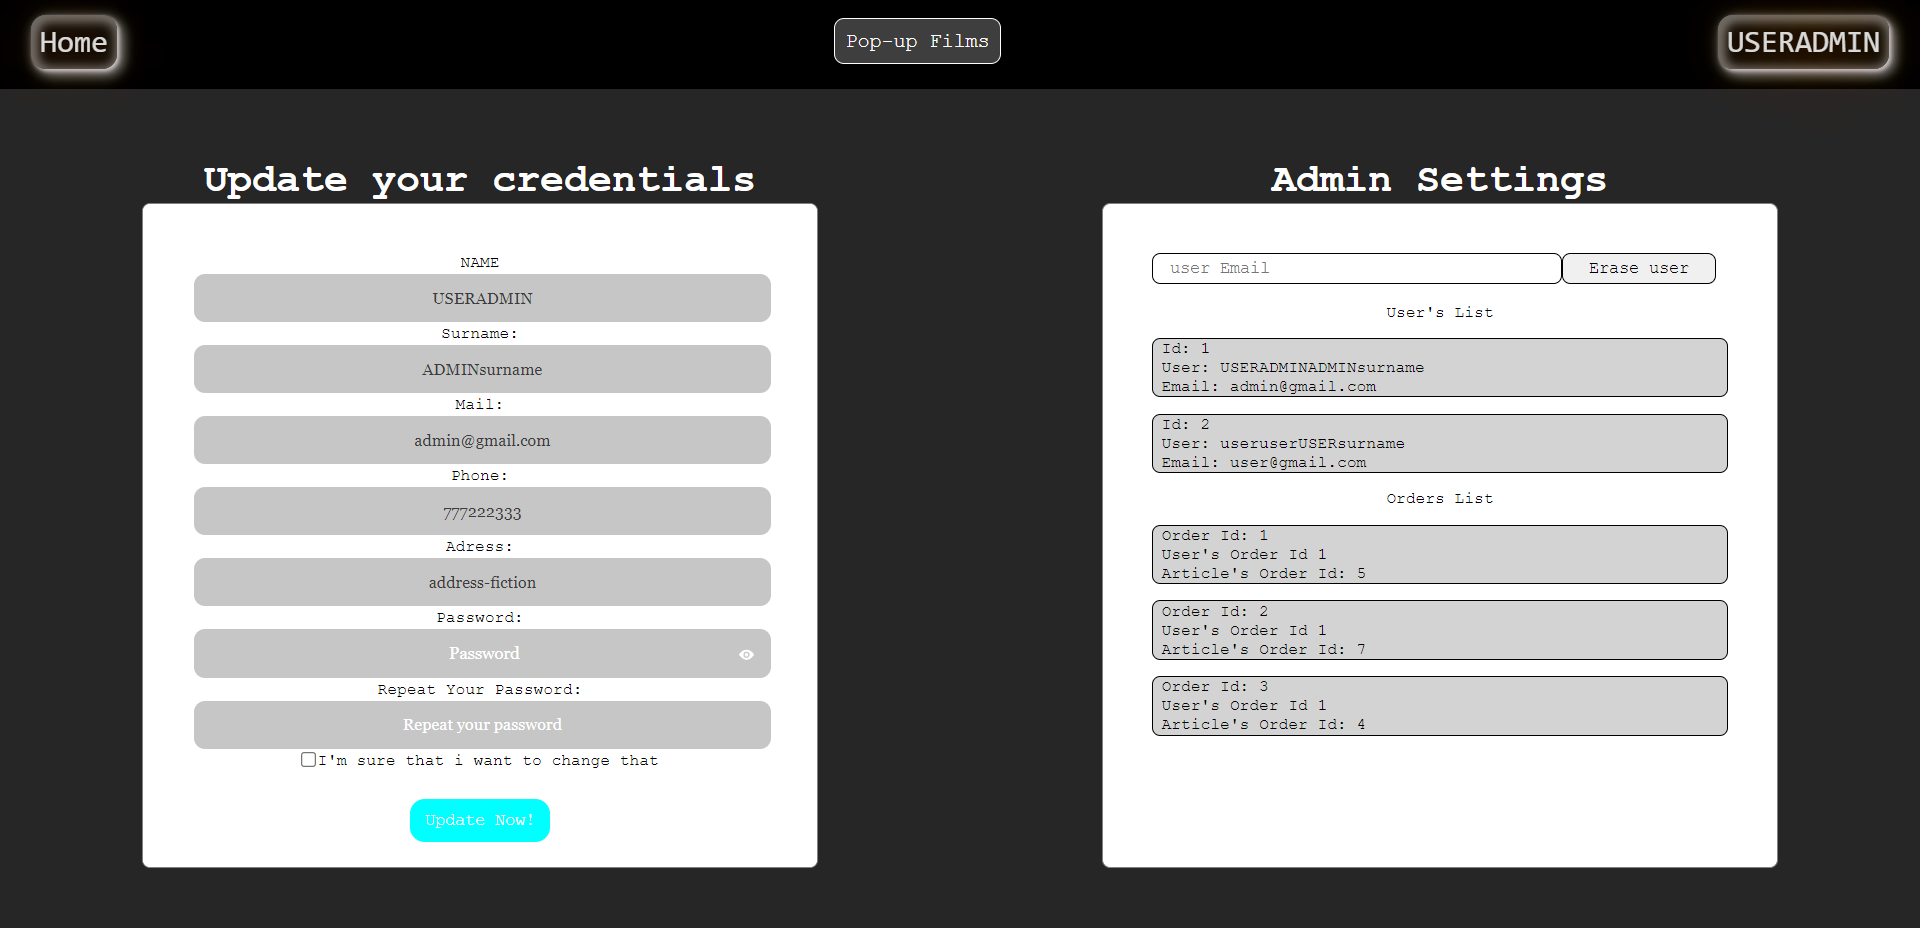 Home
Pop-up Films
USERADMIN
Update your credentials
NAME
USERADMIN
Surname:
ADMINsurname
Mail:
admin@gmail.com
Phone:
777222333
Adress:
address-fiction
Password:
Password
Repeat Your Password:
Repeat your password
I'm sure that i want to change that
Update Now!
Admin Settings
user Email
Erase user
User's List
Id: 1
User: USERADMINADMINsurname
Email: admin@gmail.com
Id: 2
User: useruserUSERsurname
Email: user@gmail.com
Orders List
Order Id: 1
User's Order Id 1
Article's Order Id: 5
Order Id: 2
User's Order Id 1
Article's Order Id: 7
Order Id: 3
User's Order Id 1
Article's Order Id: 4